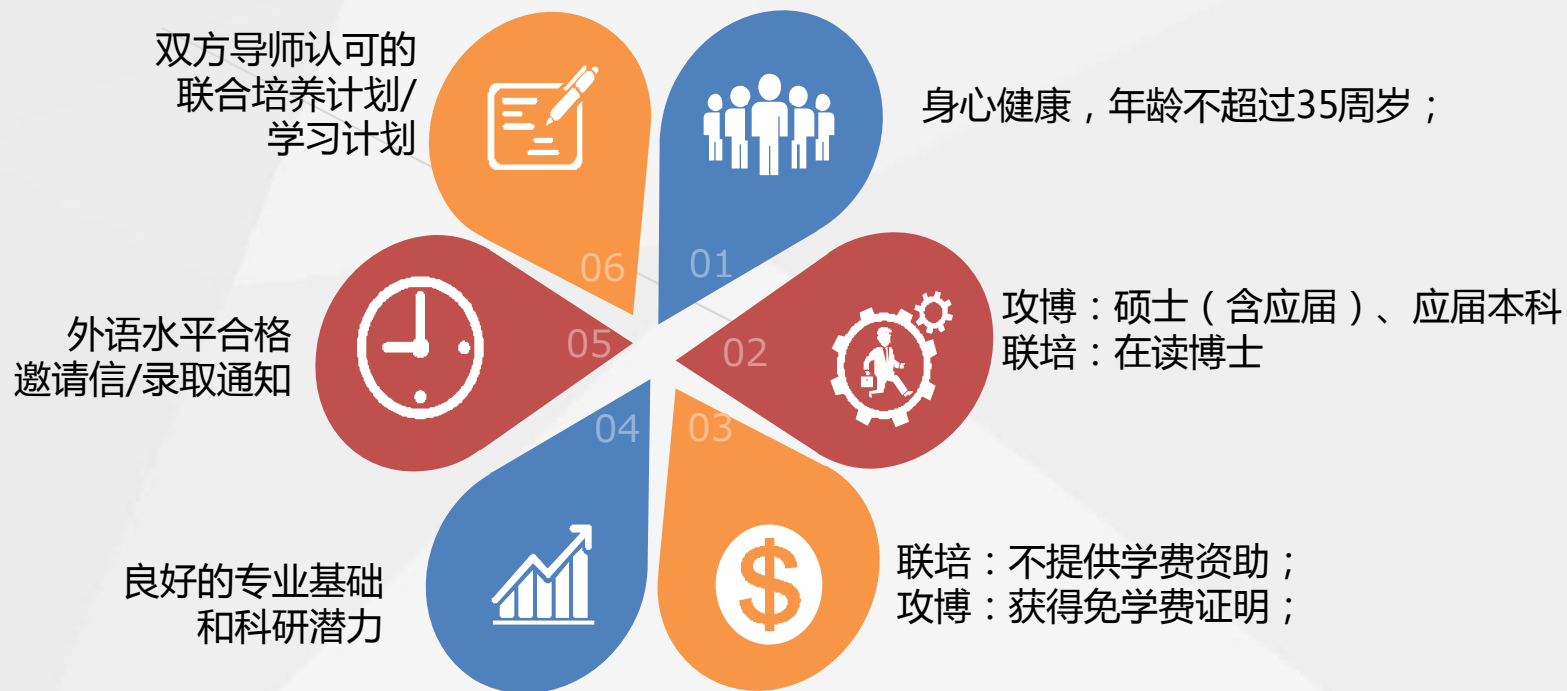 双方导师认可的
联合培养计划/
学习计划
身心健康，年龄不超过35周岁；
06
01
外语水平合格
邀请信/录取通知
05
02
攻博：硕士（含应届）、应届本科
联培：在读博士
04
03
良好的专业基础
和科研潜力
$
联培：不提供学费资助；
攻博：获得免学费证明；